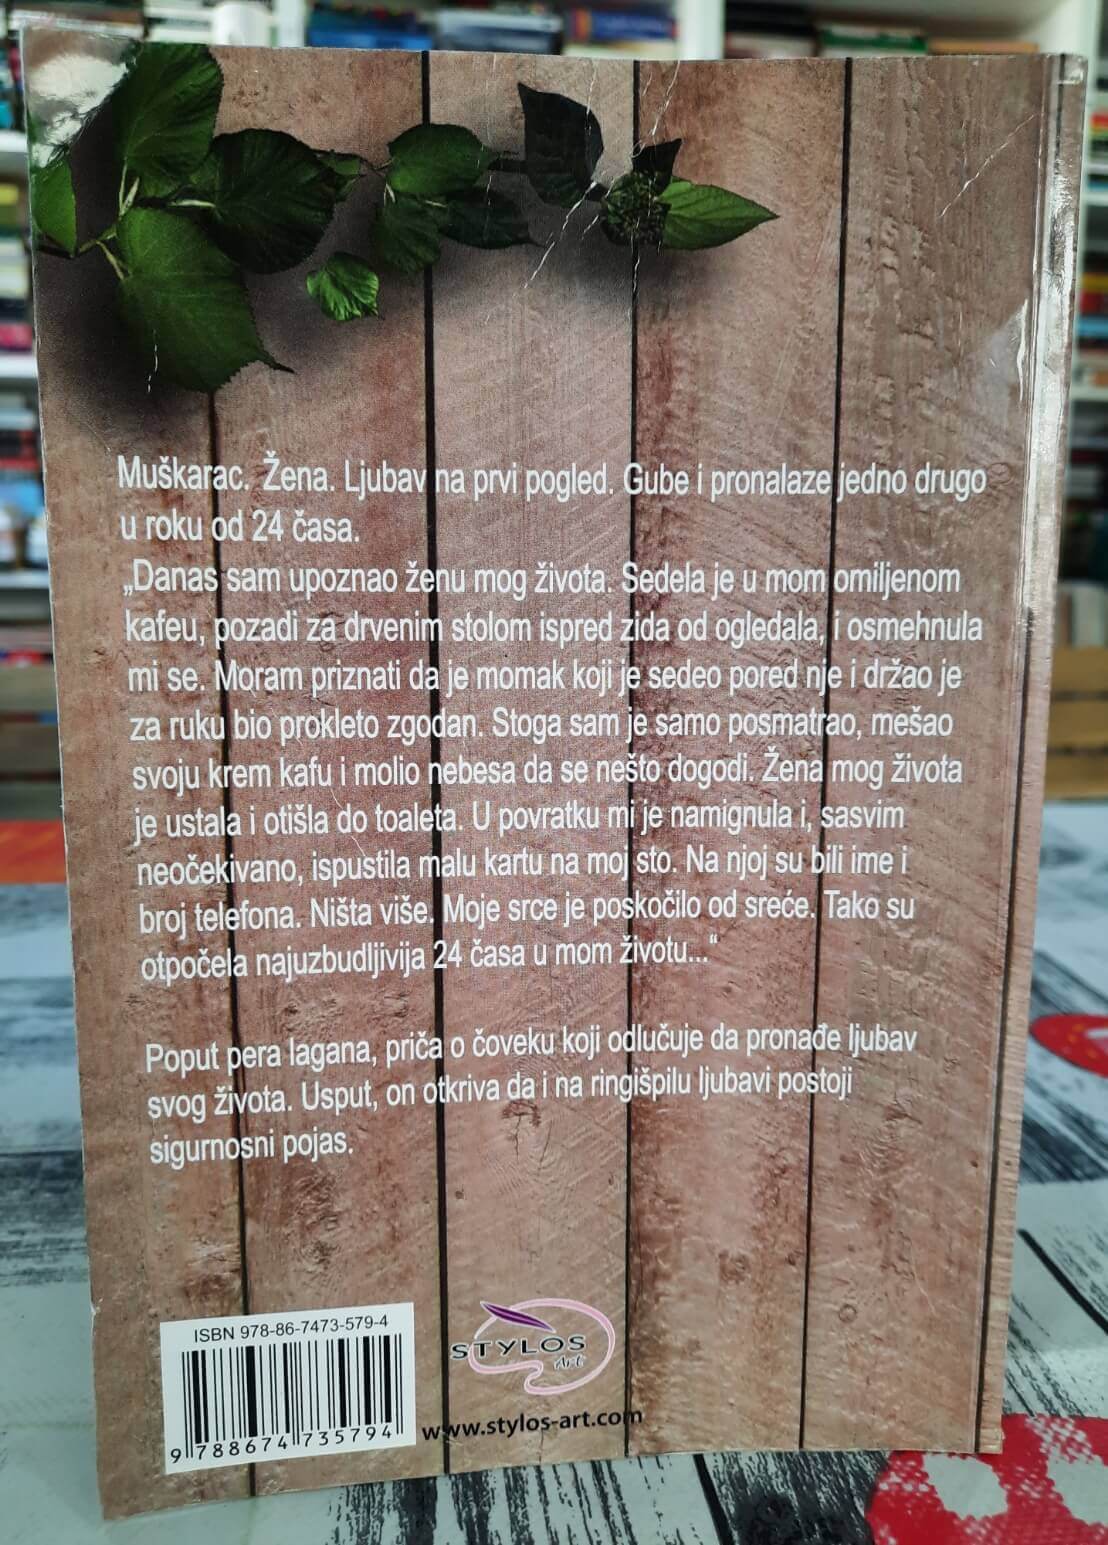 Muškarac. Žena. Ljubav na prvi pogled. Gube i pronalaze jedno drugo
u roku od 24 časa.
„Danas sam upoznao ženu mog života. Sedela je u mom omiljenom
kafeu, pozadi za drvenim stolom ispred zida od ogledala, i osmehnula
mi se. Moram priznati da je momak koji je sedeo pored nje i držao je
za ruku bio prokleto zgodan. Stoga sam je samo posmatrao, mešao
svoju krem kafu i molio nebesa da se nešto dogodi. Žena mog života
je ustala i otišla do toaleta. U povratku mi je namignula i, sasvim
neočekivano, ispustila malu kartu na moj sto. Na njoj su bili ime i
broj telefona. Ništa više. Moje srce je poskočilo od sreće. Tako su
otpočela najuzbudljivija 24 časa u mom životu...“
Poput pera lagana, priča o čoveku koji odlučuje da pronađe ljubav
svog života. Usput, on otkriva da i na ringišpilu ljubavi postoji
sigurnosni pojas.
ISBN 978-86-7473-579-4
9 788674 735794
STYLOS
Art
www.stylos-art.com